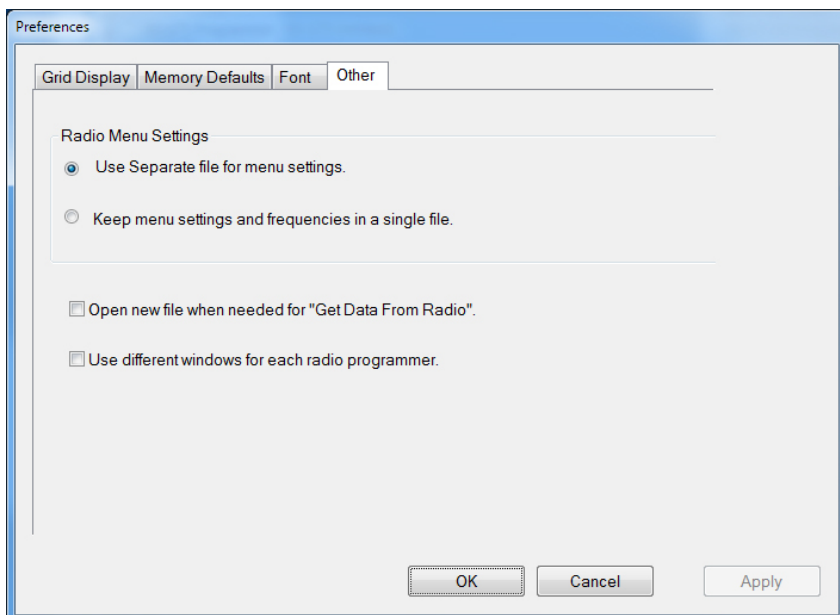 Preferences
Grid Display Memory Defaults Font Other
Radio Menu Settings
Use Separate file for menu settings.
Keep menu settings and frequencies in a single file.
Open new file when needed for "Get Data From Radio".
Use different windows for each radio programmer.
OK Cancel Apply